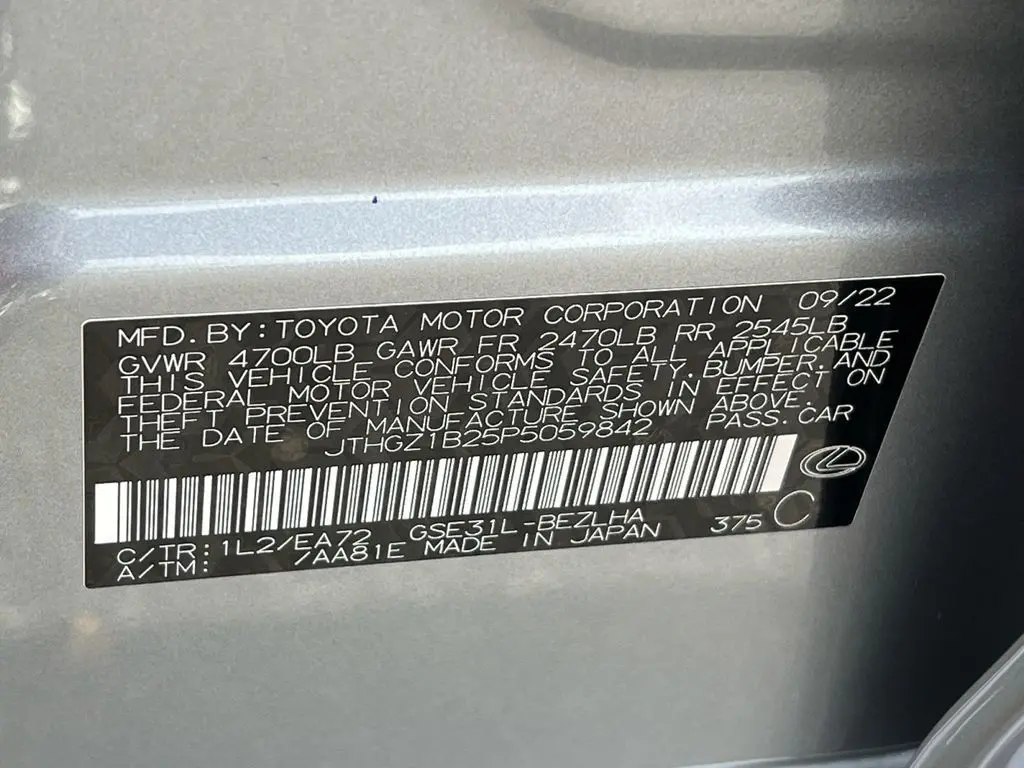 MFD. BY: TOYOTA MOTOR CORPORATION 09/22
GVWR 4700LB GAWR FR 2470LB RR 2545LB
THIS VEHICLE CONFORMS TO ALL APPLICABLE
FEDERAL MOTOR VEHICLE SAFETY, BUMPER, AND
THEFT PREVENTION STANDARDS IN EFFECT ON
THE DATE OF MANUFACTURE SHOWN ABOVE.
JTHGZ1B25P5059842 PASS. CAR
C/TR: 1L2/EA72 GSE31L-BEZLHA 375 C
A/TM: /AA81E MADE IN JAPAN